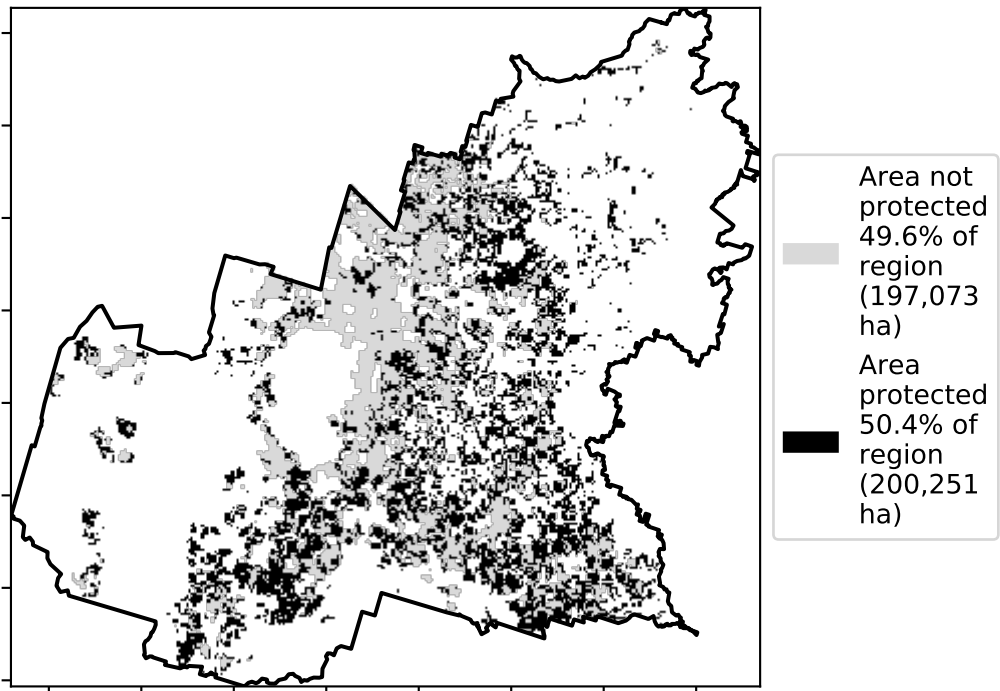 Area not
protected
49.6% of
region
(197,073
ha)
Area
protected
50.4% of
region
(200,251
ha)